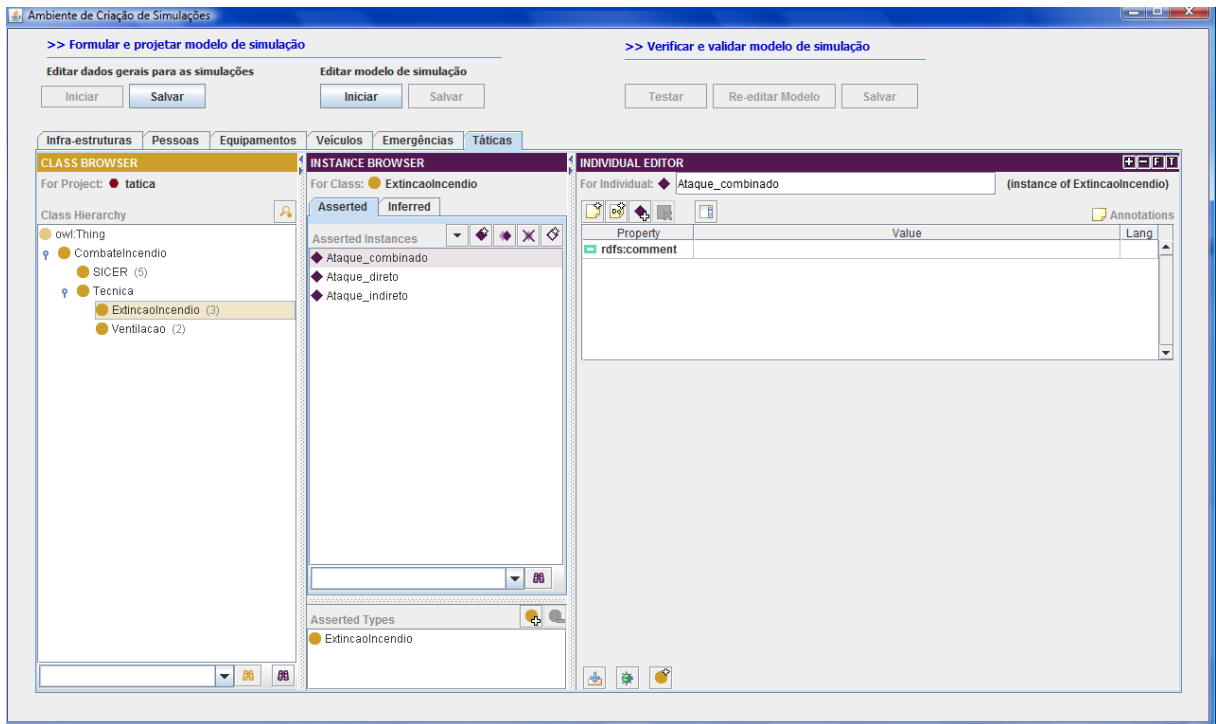 Ambiente de Criação de Simulações
>> Formular e projetar modelo de simulação
>> Verificar e validar modelo de simulação
Editar dados gerais para as simulações
Editar modelo de simulação
Iniciar Salvar Iniciar Salvar Testar Re-editar Modelo Salvar
Infra-estruturas Pessoas Equipamentos Veículos Emergências Táticas
CLASS BROWSER
For Project: tatica
Class Hierarchy
owl:Thing
CombateIncendio
SICER (5)
Tecnica
ExtincaoIncendio (3)
Ventilacao (2)
INSTANCE BROWSER
For Class: ExtincaoIncendio
Asserted Inferred
Asserted Instances
Ataque_combinado
Ataque_direto
Ataque_indireto
Asserted Types
ExtincaoIncendio
INDIVIDUAL EDITOR
For Individual: Ataque_combinado (instance of ExtincaoIncendio)
Annotations
Property Value Lang
rdfs:comment